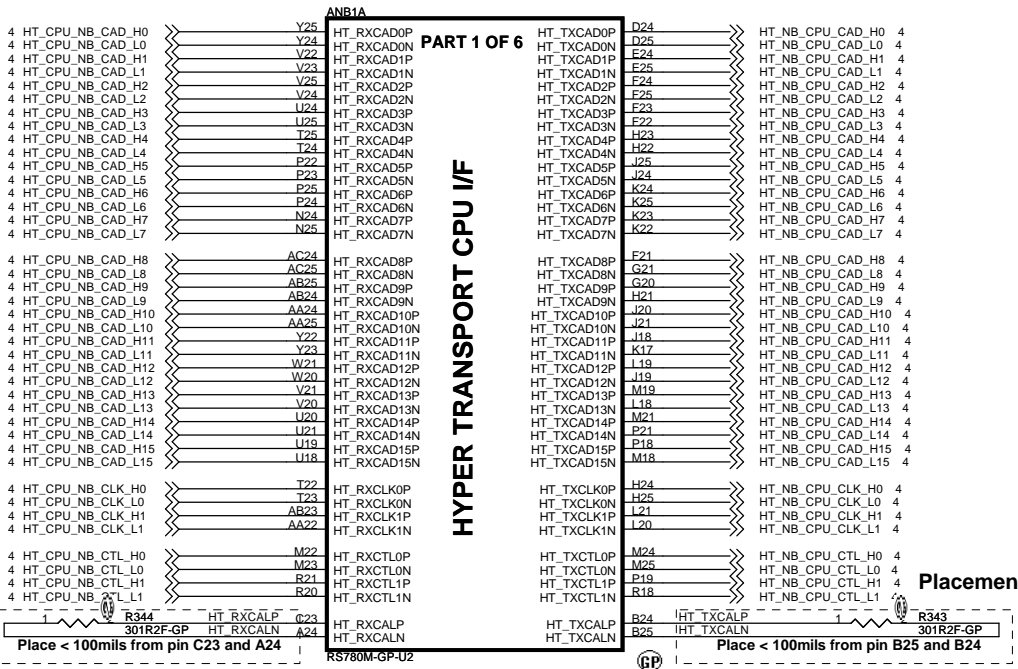 ANB1A
PART 1 OF 6
HYPER TRANSPORT CPU I/F
4 HT_CPU_NB_CAD_H0 Y25 HT_RXCAD0P HT_TXCAD0P D24 HT_NB_CPU_CAD_H0 4
4 HT_CPU_NB_CAD_L0 Y24 HT_RXCAD0N HT_TXCAD0N D25 HT_NB_CPU_CAD_L0 4
4 HT_CPU_NB_CAD_H1 V22 HT_RXCAD1P HT_TXCAD1P E24 HT_NB_CPU_CAD_H1 4
4 HT_CPU_NB_CAD_L1 V23 HT_RXCAD1N HT_TXCAD1N E25 HT_NB_CPU_CAD_L1 4
4 HT_CPU_NB_CAD_H2 V25 HT_RXCAD2P HT_TXCAD2P F24 HT_NB_CPU_CAD_H2 4
4 HT_CPU_NB_CAD_L2 V24 HT_RXCAD2N HT_TXCAD2N F25 HT_NB_CPU_CAD_L2 4
4 HT_CPU_NB_CAD_H3 U24 HT_RXCAD3P HT_TXCAD3P F23 HT_NB_CPU_CAD_H3 4
4 HT_CPU_NB_CAD_L3 U25 HT_RXCAD3N HT_TXCAD3N F22 HT_NB_CPU_CAD_L3 4
4 HT_CPU_NB_CAD_H4 T25 HT_RXCAD4P HT_TXCAD4P H23 HT_NB_CPU_CAD_H4 4
4 HT_CPU_NB_CAD_L4 T24 HT_RXCAD4N HT_TXCAD4N H22 HT_NB_CPU_CAD_L4 4
4 HT_CPU_NB_CAD_H5 P22 HT_RXCAD5P HT_TXCAD5P J25 HT_NB_CPU_CAD_H5 4
4 HT_CPU_NB_CAD_L5 P23 HT_RXCAD5N HT_TXCAD5N J24 HT_NB_CPU_CAD_L5 4
4 HT_CPU_NB_CAD_H6 P25 HT_RXCAD6P HT_TXCAD6P K24 HT_NB_CPU_CAD_H6 4
4 HT_CPU_NB_CAD_L6 P24 HT_RXCAD6N HT_TXCAD6N K25 HT_NB_CPU_CAD_L6 4
4 HT_CPU_NB_CAD_H7 N24 HT_RXCAD7P HT_TXCAD7P K23 HT_NB_CPU_CAD_H7 4
4 HT_CPU_NB_CAD_L7 N25 HT_RXCAD7N HT_TXCAD7N K22 HT_NB_CPU_CAD_L7 4
4 HT_CPU_NB_CAD_H8 AC24 HT_RXCAD8P HT_TXCAD8P F21 HT_NB_CPU_CAD_H8 4
4 HT_CPU_NB_CAD_L8 AC25 HT_RXCAD8N HT_TXCAD8N G21 HT_NB_CPU_CAD_L8 4
4 HT_CPU_NB_CAD_H9 AB25 HT_RXCAD9P HT_TXCAD9P G20 HT_NB_CPU_CAD_H9 4
4 HT_CPU_NB_CAD_L9 AB24 HT_RXCAD9N HT_TXCAD9N H21 HT_NB_CPU_CAD_L9 4
4 HT_CPU_NB_CAD_H10 AA24 HT_RXCAD10P HT_TXCAD10P J20 HT_NB_CPU_CAD_H10 4
4 HT_CPU_NB_CAD_L10 AA25 HT_RXCAD10N HT_TXCAD10N J21 HT_NB_CPU_CAD_L10 4
4 HT_CPU_NB_CAD_H11 Y22 HT_RXCAD11P HT_TXCAD11P J18 HT_NB_CPU_CAD_H11 4
4 HT_CPU_NB_CAD_L11 Y23 HT_RXCAD11N HT_TXCAD11N K17 HT_NB_CPU_CAD_L11 4
4 HT_CPU_NB_CAD_H12 W21 HT_RXCAD12P HT_TXCAD12P L19 HT_NB_CPU_CAD_H12 4
4 HT_CPU_NB_CAD_L12 W20 HT_RXCAD12N HT_TXCAD12N J19 HT_NB_CPU_CAD_L12 4
4 HT_CPU_NB_CAD_H13 V21 HT_RXCAD13P HT_TXCAD13P M19 HT_NB_CPU_CAD_H13 4
4 HT_CPU_NB_CAD_L13 V20 HT_RXCAD13N HT_TXCAD13N L18 HT_NB_CPU_CAD_L13 4
4 HT_CPU_NB_CAD_H14 U20 HT_RXCAD14P HT_TXCAD14P M21 HT_NB_CPU_CAD_H14 4
4 HT_CPU_NB_CAD_L14 U21 HT_RXCAD14N HT_TXCAD14N P21 HT_NB_CPU_CAD_L14 4
4 HT_CPU_NB_CAD_H15 U19 HT_RXCAD15P HT_TXCAD15P P18 HT_NB_CPU_CAD_H15 4
4 HT_CPU_NB_CAD_L15 U18 HT_RXCAD15N HT_TXCAD15N M18 HT_NB_CPU_CAD_L15 4
4 HT_CPU_NB_CLK_H0 T22 HT_RXCLK0P HT_TXCLK0P H24 HT_NB_CPU_CLK_H0 4
4 HT_CPU_NB_CLK_L0 T23 HT_RXCLK0N HT_TXCLK0N H25 HT_NB_CPU_CLK_L0 4
4 HT_CPU_NB_CLK_H1 AB23 HT_RXCLK1P HT_TXCLK1P L21 HT_NB_CPU_CLK_H1 4
4 HT_CPU_NB_CLK_L1 AA22 HT_RXCLK1N HT_TXCLK1N L20 HT_NB_CPU_CLK_L1 4
4 HT_CPU_NB_CTL_H0 M22 HT_RXCTL0P HT_TXCTL0P M24 HT_NB_CPU_CTL_H0 4
4 HT_CPU_NB_CTL_L0 M23 HT_RXCTL0N HT_TXCTL0N M25 HT_NB_CPU_CTL_L0 4
4 HT_CPU_NB_CTL_H1 R21 HT_RXCTL1P HT_TXCTL1P P19 HT_NB_CPU_CTL_H1 4
4 HT_CPU_NB_CTL_L1 R20 HT_RXCTL1N HT_TXCTL1N R18 HT_NB_CPU_CTL_L1
Placemen
1 R344 HT_RXCALP C23 HT_RXCALP HT_TXCALP B24 HT_TXCALP 1 R343
301R2F-GP HT_RXCALN A24 HT_RXCALN HT_TXCALN B25 HT_TXCALN 301R2F-GP
Place < 100mils from pin C23 and A24 Place < 100mils from pin B25 and B24
RS780M-GP-U2
GP